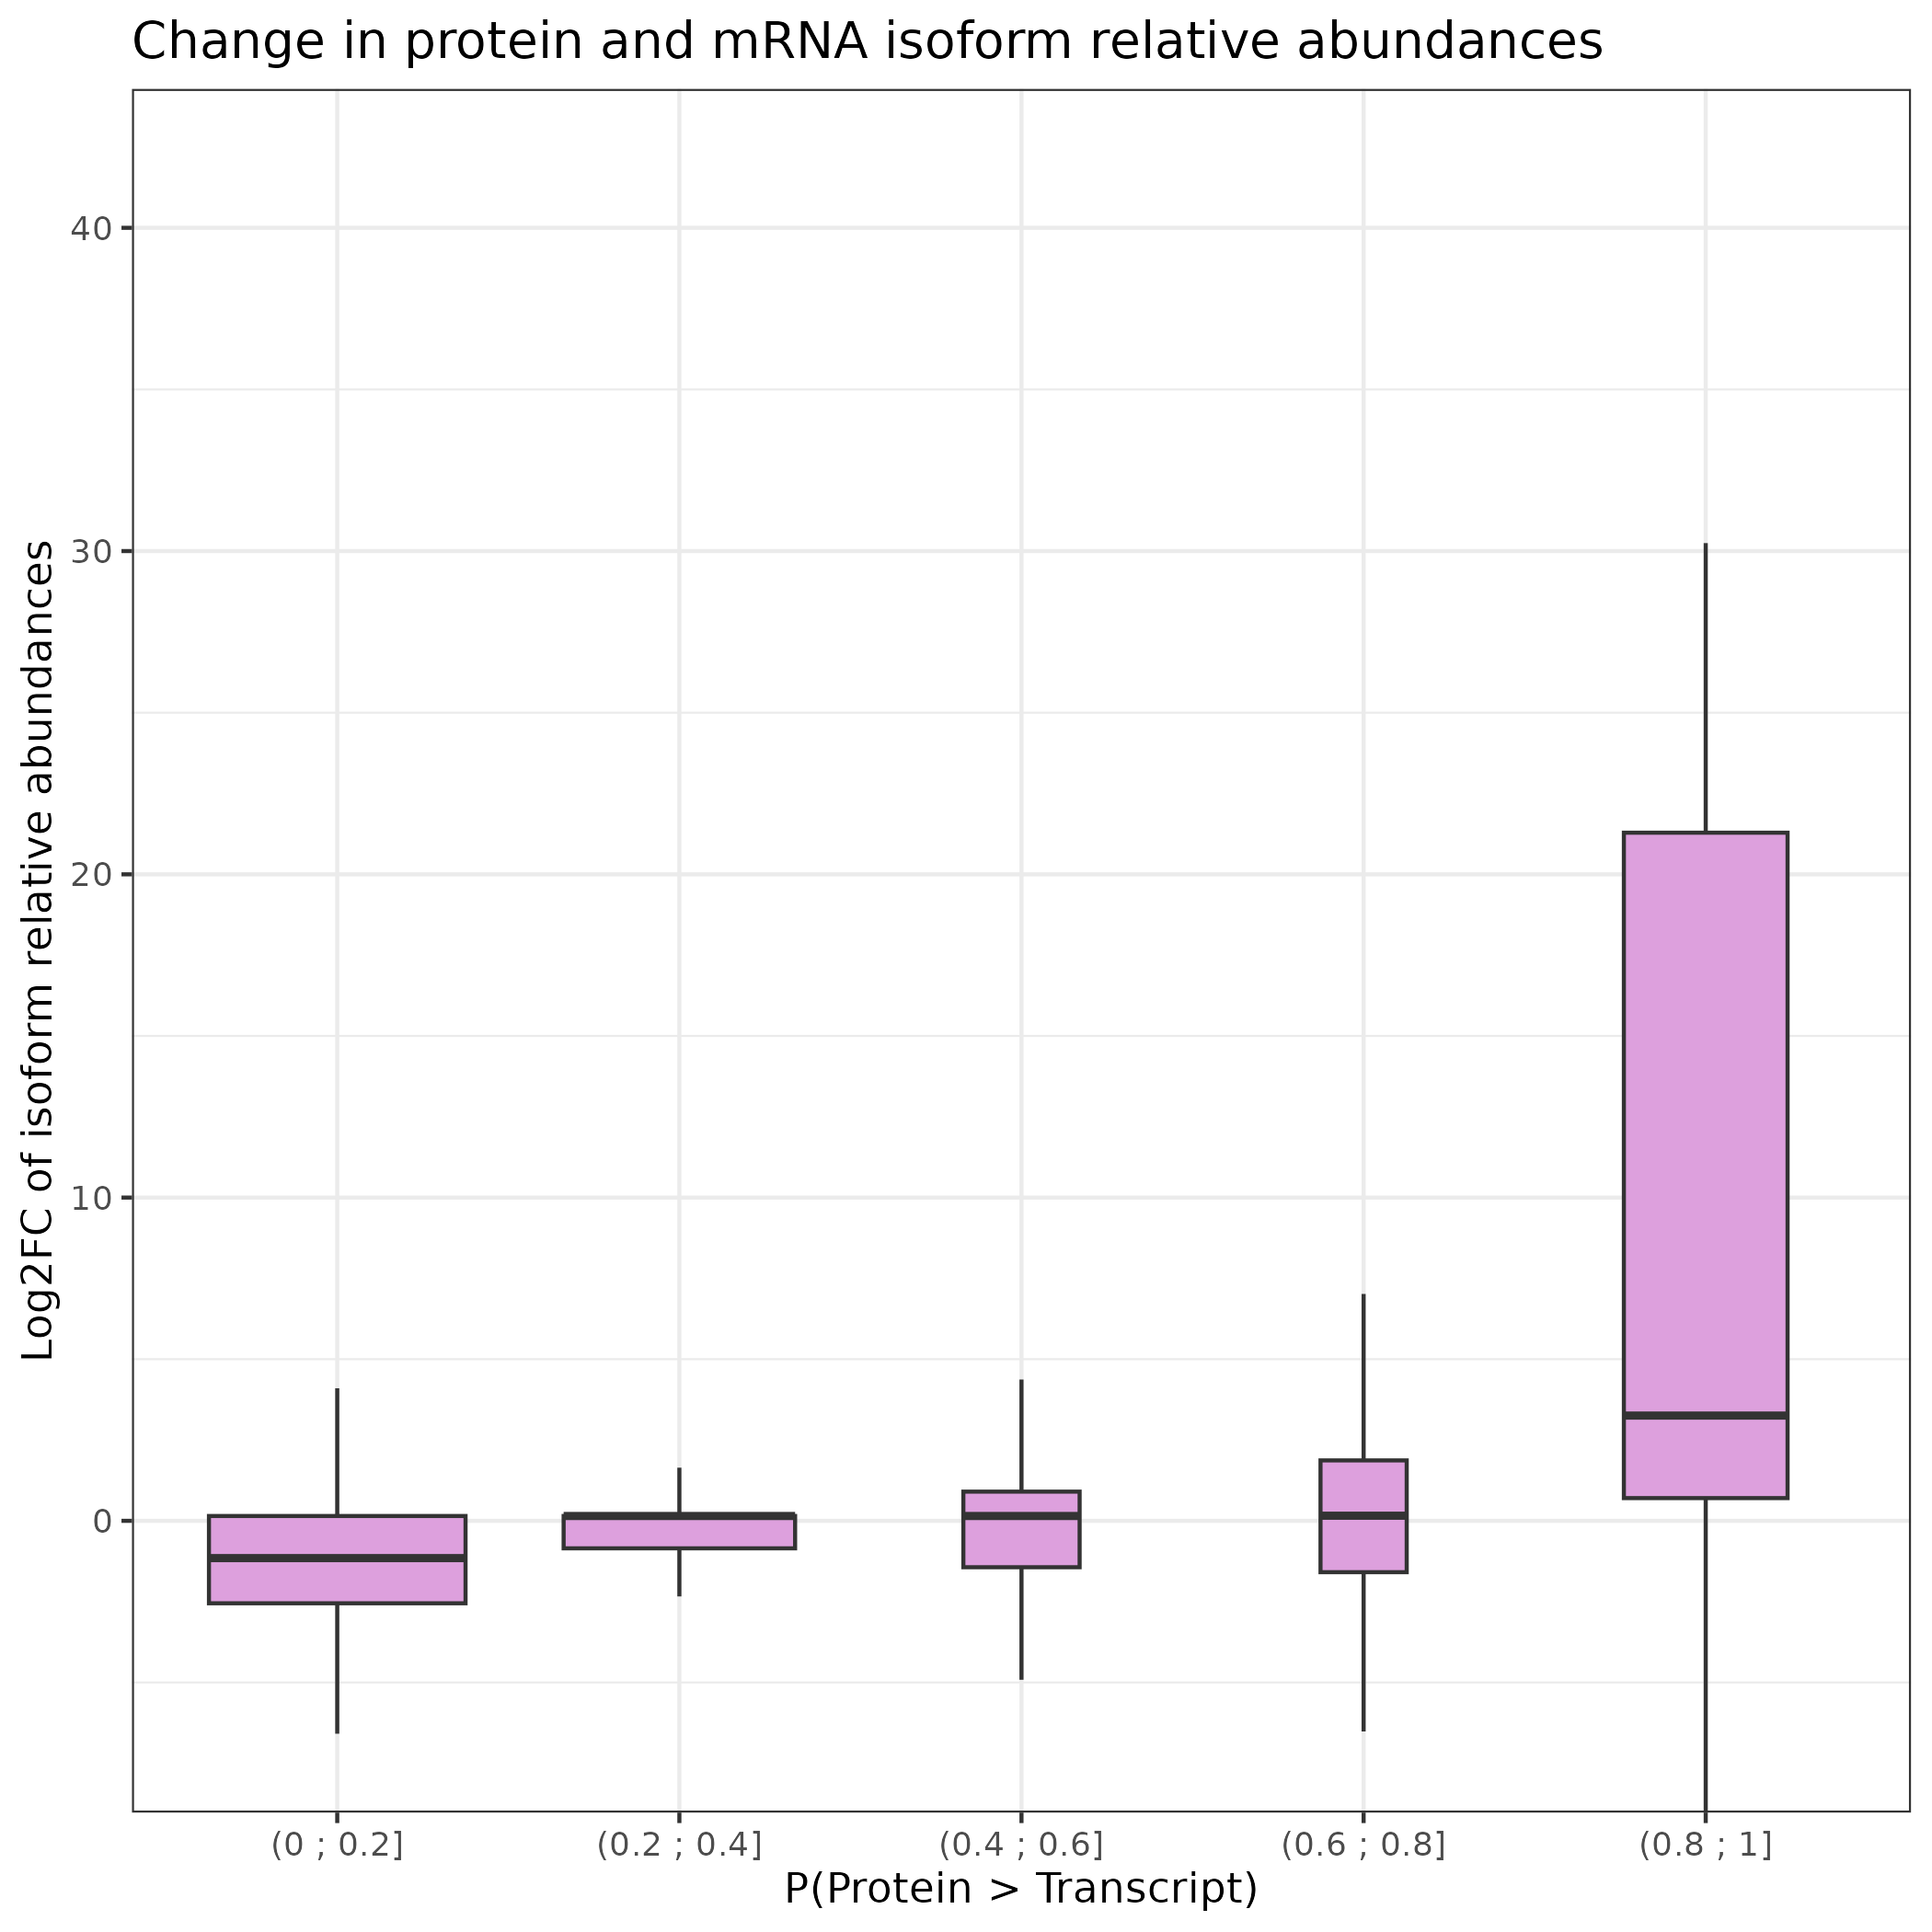 Change in protein and mRNA isoform relative abundances
Log2FC of isoform relative abundances
40
30
20
10
0
(0 ; 0.2]
(0.2 ; 0.4]
(0.4 ; 0.6]
(0.6 ; 0.8]
(0.8 ; 1]
P(Protein > Transcript)